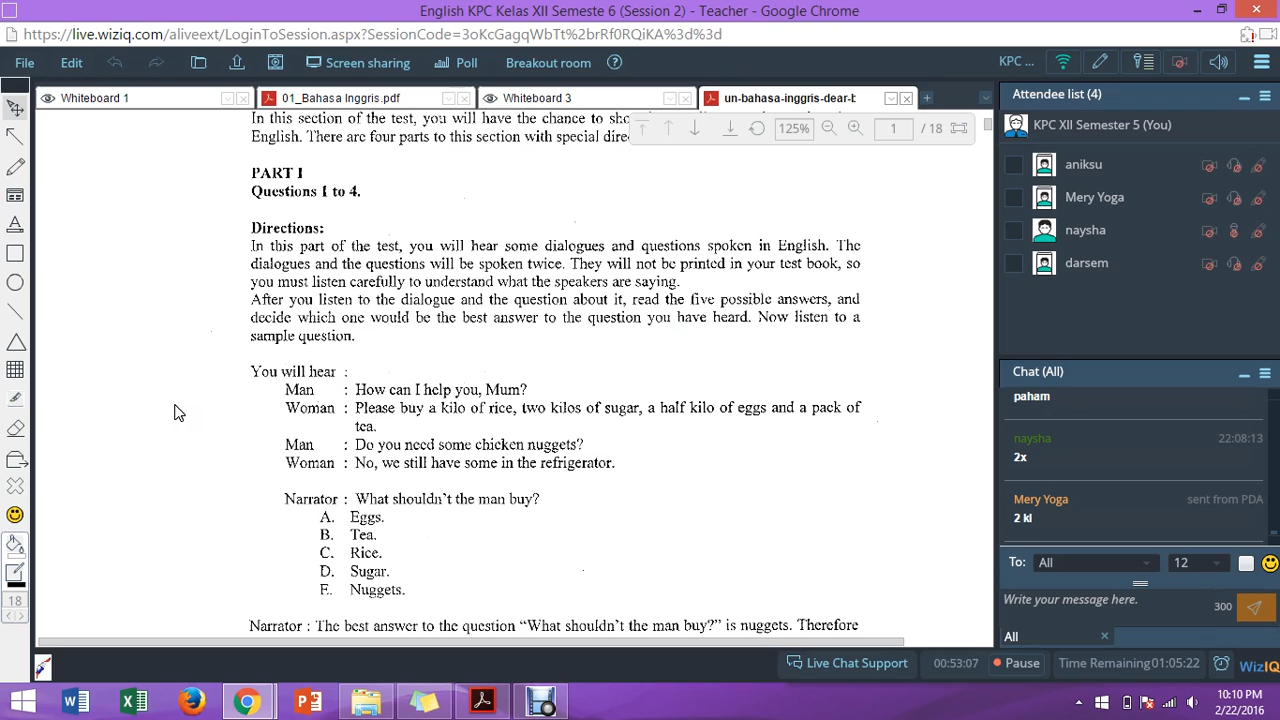 English KPC Kelas XII Semeste 6 (Session 2) - Teacher - Google Chrome
https://live.wiziq.com/aliveext/LoginToSession.aspx?SessionCode=3oKcGagqWbTt%2brRf0RQiKA%3d%3d
File Edit Screen sharing Poll Breakout room KPC ...
Whiteboard 1 01_Bahasa Inggris.pdf Whiteboard 3 un-bahasa-inggris-dear-b
Attendee list (4)
KPC XII Semester 5 (You)
aniksu
Mery Yoga
naysha
darsem
125% 1 / 18
In this section of the test, you will have the chance to sho
English. There are four parts to this section with special dire
PART I
Questions 1 to 4.
Directions:
In this part of the test, you will hear some dialogues and questions spoken in English. The
dialogues and the questions will be spoken twice. They will not be printed in your test book, so
you must listen carefully to understand what the speakers are saying.
After you listen to the dialogue and the question about it, read the five possible answers, and
decide which one would be the best answer to the question you have heard. Now listen to a
sample question.
You will hear :
Man : How can I help you, Mum?
Woman : Please buy a kilo of rice, two kilos of sugar, a half kilo of eggs and a pack of
tea.
Man : Do you need some chicken nuggets?
Woman : No, we still have some in the refrigerator.
Narrator : What shouldn't the man buy?
A. Eggs.
B. Tea.
C. Rice.
D. Sugar.
E. Nuggets.
Narrator : The best answer to the question "What shouldn't the man buy?" is nuggets. Therefore
Chat (All)
paham
naysha 22:08:13
2x
Mery Yoga sent from PDA
2 kl
To: All 12
Write your message here. 300
All
18
Live Chat Support 00:53:07 Pause Time Remaining 01:05:22 WizIQ
10:10 PM
2/22/2016